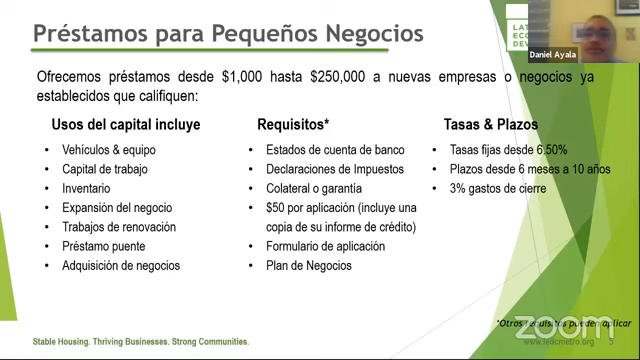 Préstamos para Pequeños Negocios
LAT
ECO
DEV
Daniel Ayala
Ofrecemos préstamos desde $1,000 hasta $250,000 a nuevas empresas o negocios ya
establecidos que califiquen:
Usos del capital incluye
• Vehículos & equipo
• Capital de trabajo
• Inventario
• Expansión del negocio
• Trabajos de renovación
• Préstamo puente
• Adquisición de negocios
Requisitos*
• Estados de cuenta de banco
• Declaraciones de Impuestos
• Colateral o garantía
• $50 por aplicación (incluye una
copia de su informe de crédito)
• Formulario de aplicación
• Plan de Negocios
Tasas & Plazos
• Tasas fijas desde 6.50%
• Plazos desde 6 meses a 10 años
• 3% gastos de cierre
*Otros requisitos pueden aplicar
zoom
Stable Housing. Thriving Businesses. Strong Communities.
www.ledcmetro.org
5